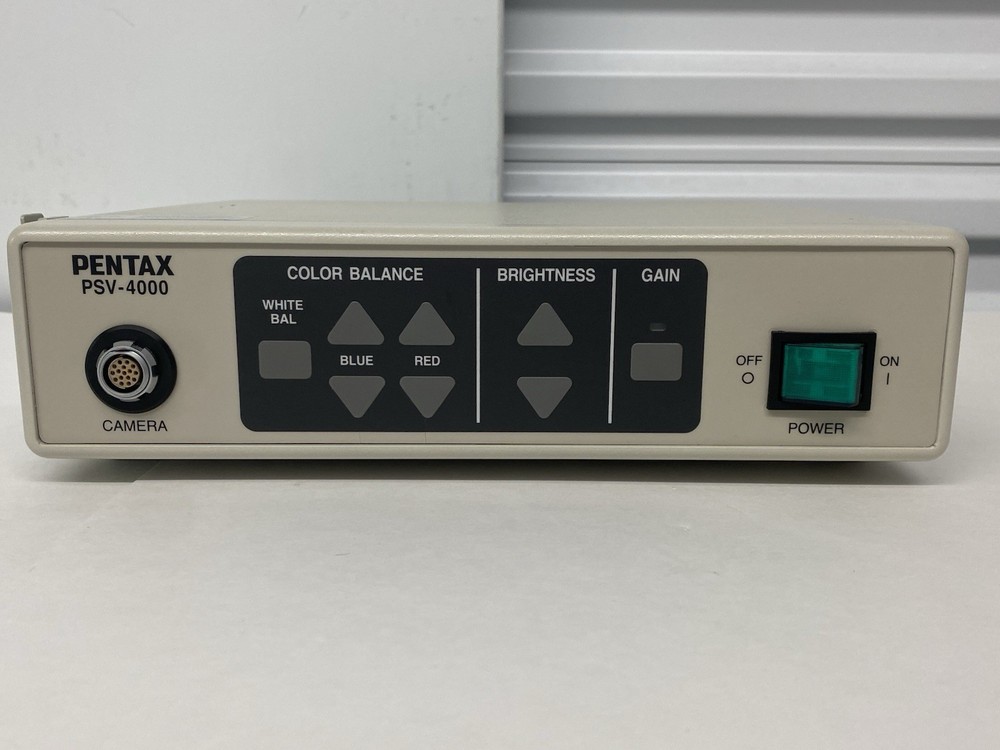 PENTAX
PSV-4000
CAMERA
COLOR BALANCE
WHITE
BAL
BLUE
RED
BRIGHTNESS
GAIN
OFF
O
ON
I
POWER